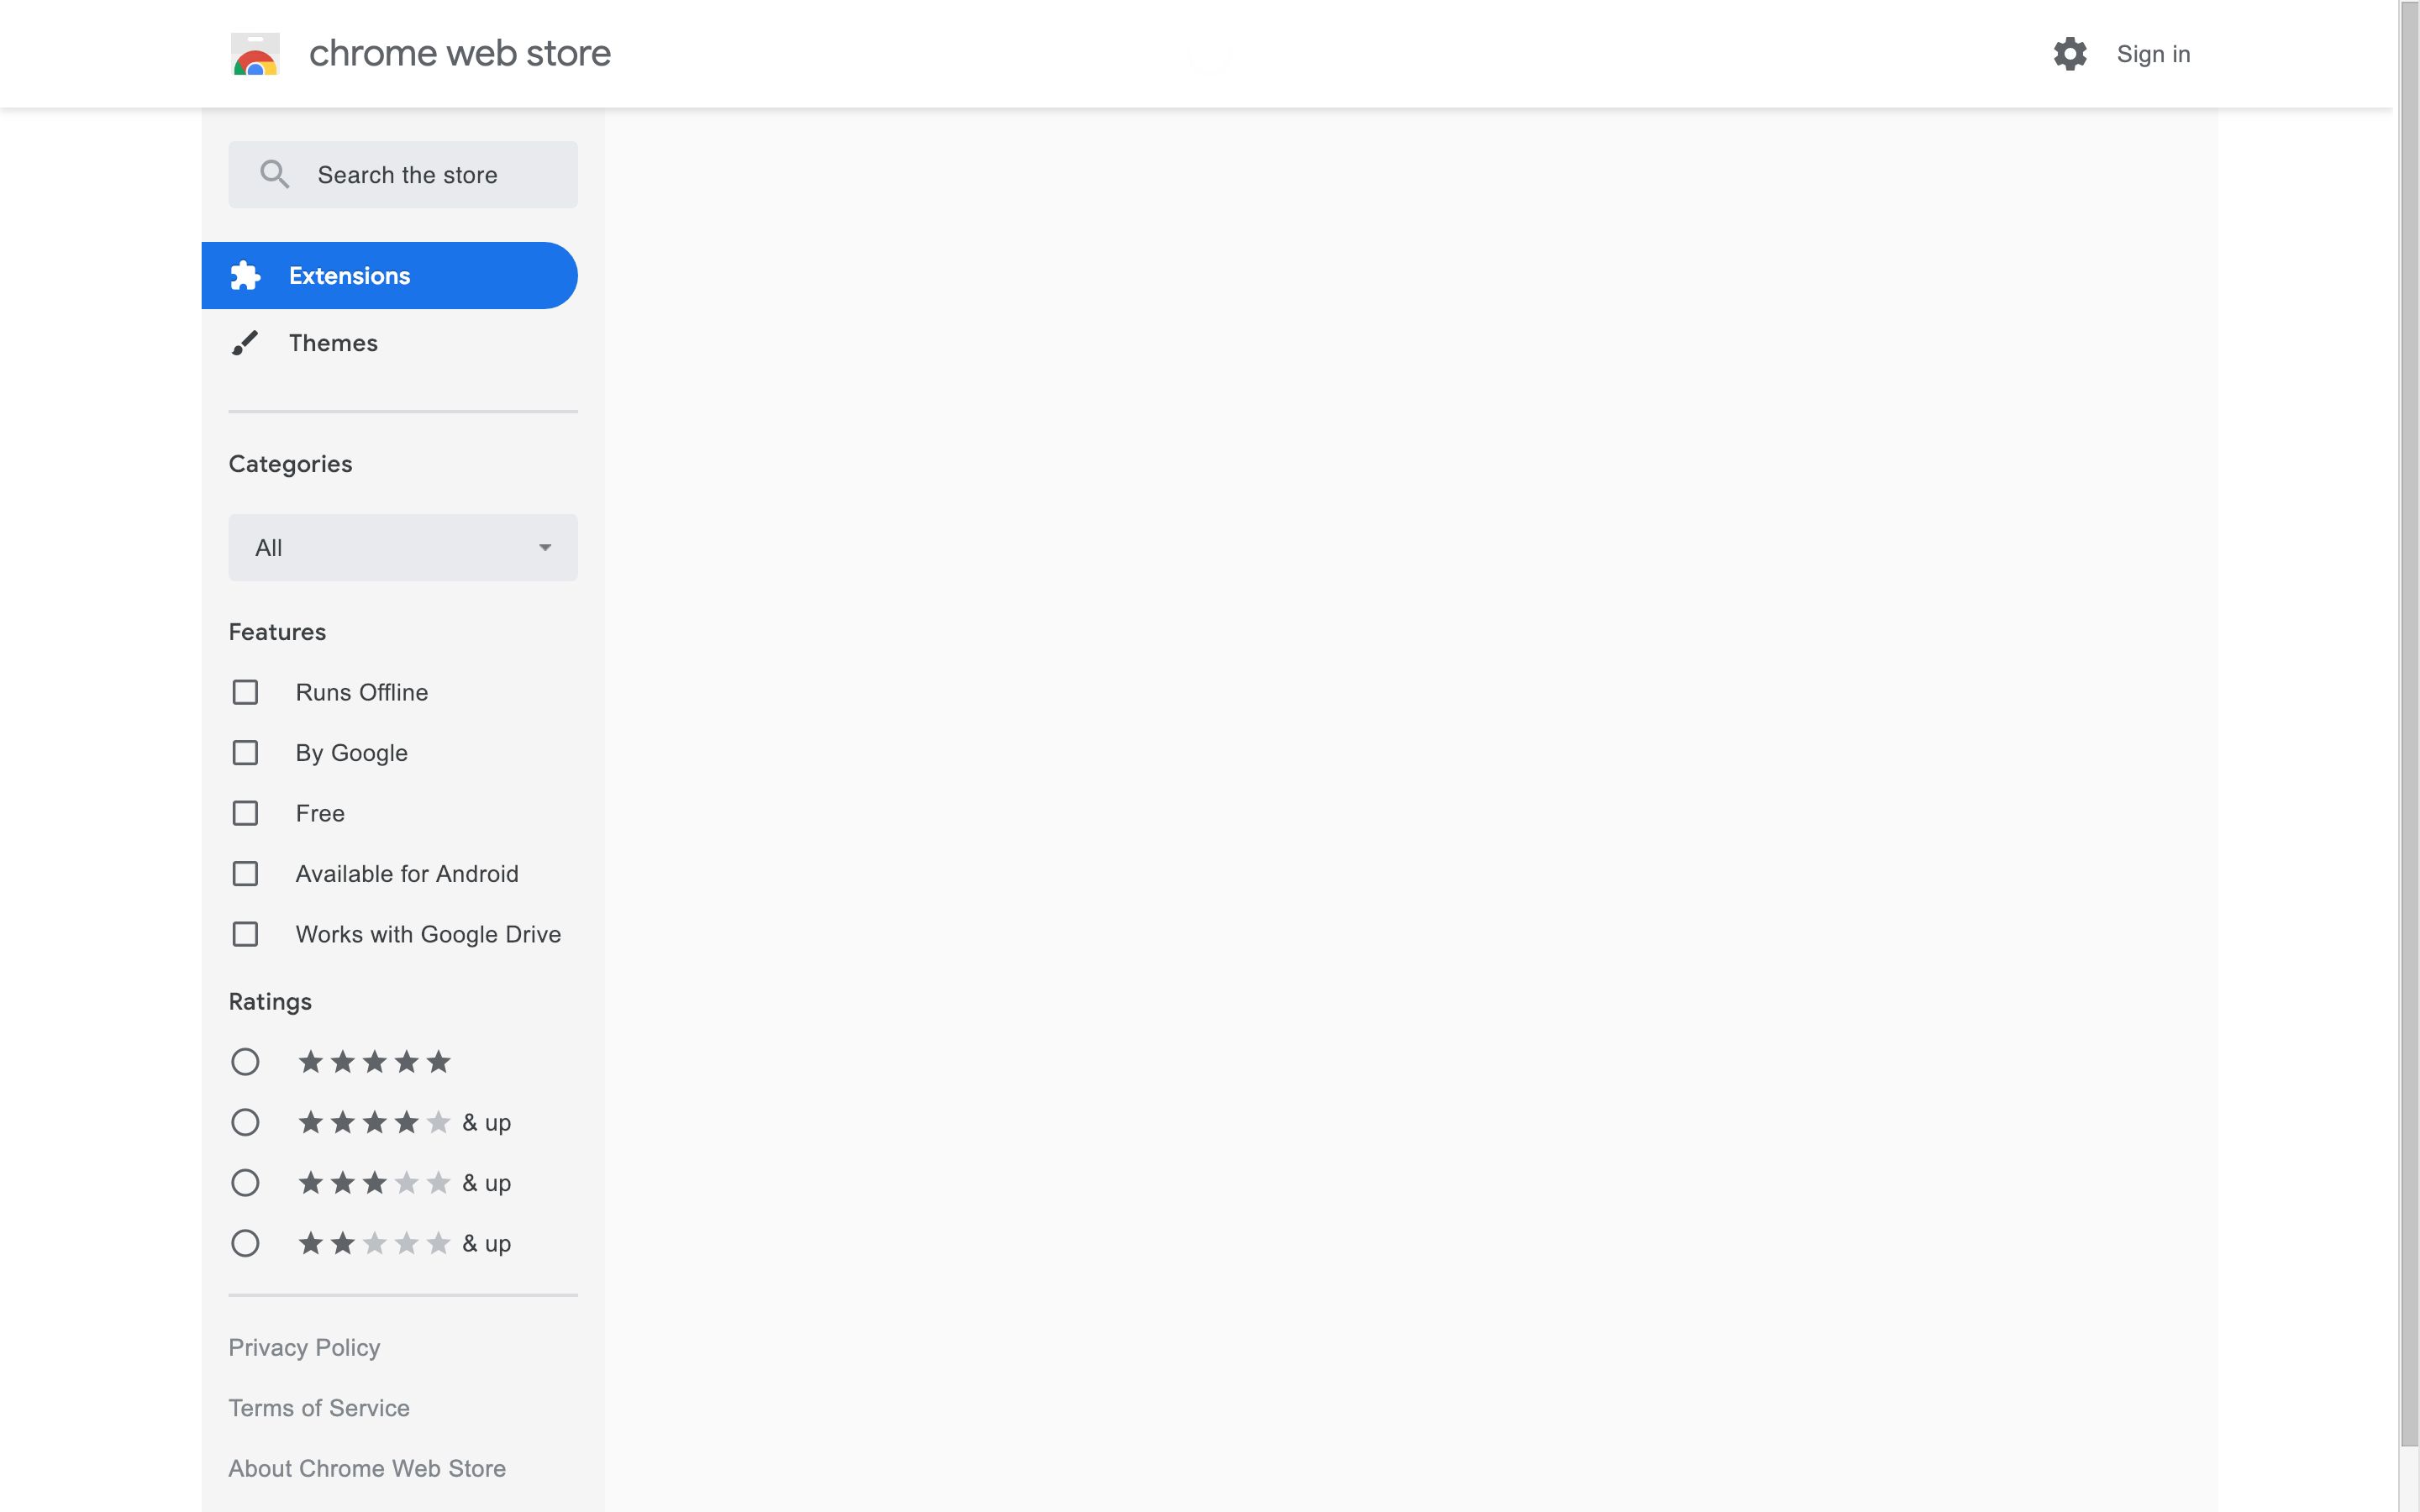 chrome web store
Sign in
Search the store
Extensions
Themes
Categories
All
Features
Runs Offline
By Google
Free
Available for Android
Works with Google Drive
Ratings
& up
& up
& up
Privacy Policy
Terms of Service
About Chrome Web Store